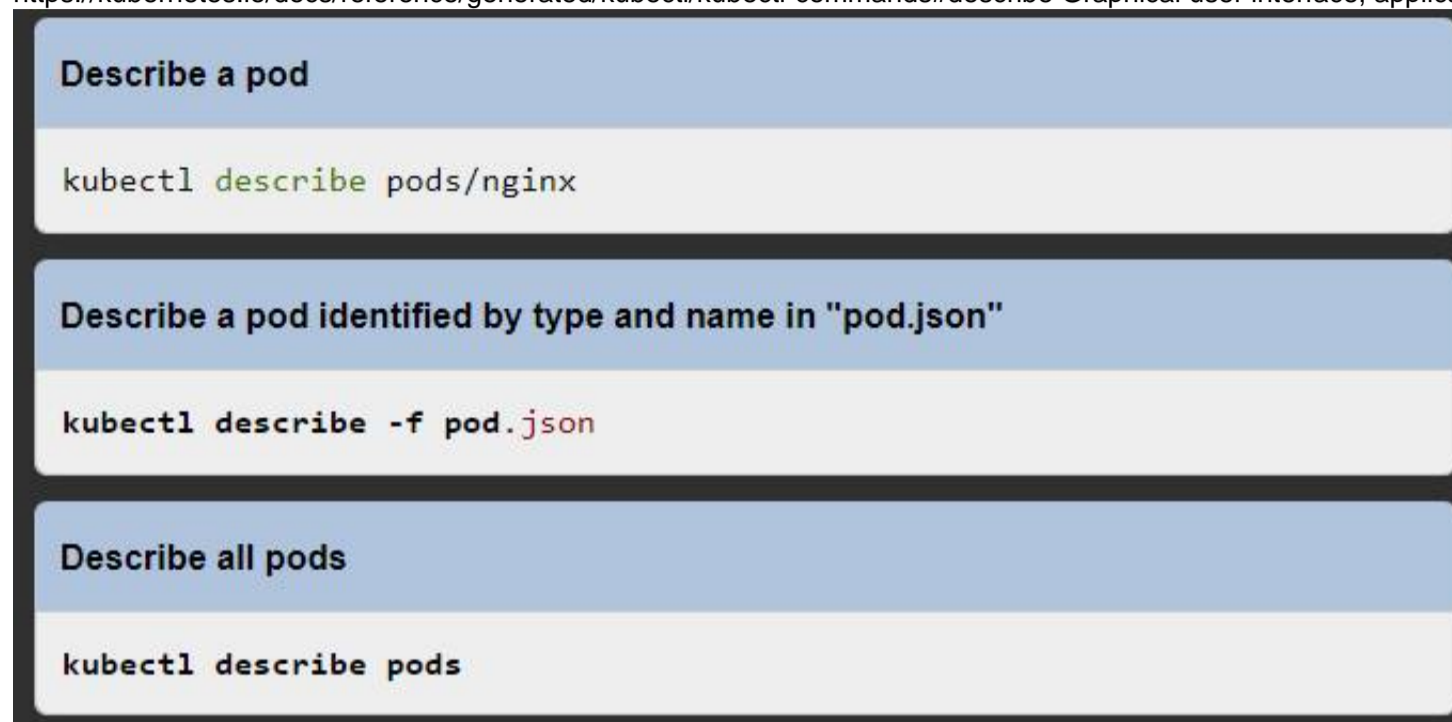 Describe a pod
kubectl describe pods/nginx
Describe a pod identified by type and name in "pod.json"
kubectl describe -f pod.json
Describe all pods
kubectl describe pods